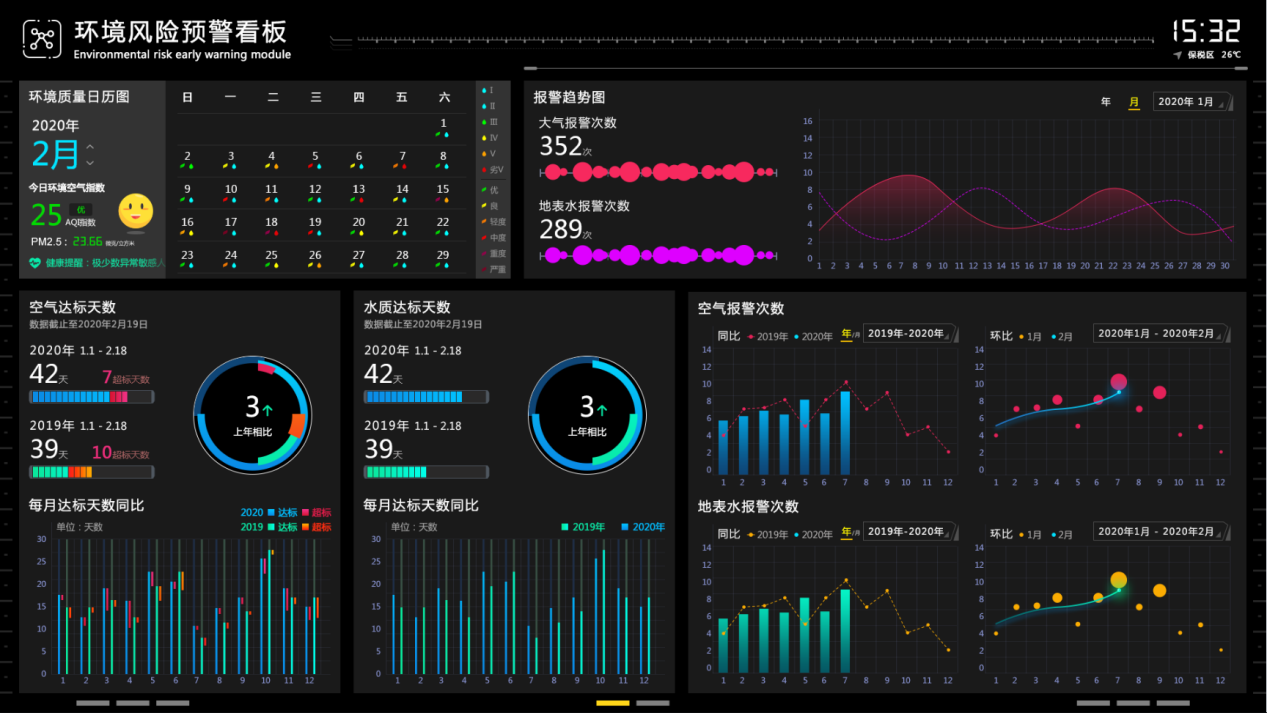 环境风险预警看板
Environmental risk early warning module
15:32
保税区 26℃
环境质量日历图
2020年
2月
今日环境空气指数
25 优
AQI指数
PM2.5：23.66 微克/立方米
健康提醒：极少数异常敏感人
日 一 二 三 四 五 六
1
2 3 4 5 6 7 8
9 10 11 12 13 14 15
16 17 18 19 20 21 22
23 24 25 26 27 28 29
I
II
III
IV
V
劣V
优
良
轻度
中度
重度
严重
报警趋势图
年 月 2020年 1月
大气报警次数
352次
地表水报警次数
289次
16
14
12
10
8
6
4
2
0
1 2 3 4 5 6 7 8 9 10 11 12 13 14 15 16 17 18 19 20 21 22 23 24 25 26 27 28 29 30
空气达标天数
数据截止至2020年2月19日
2020年 1.1 - 2.18
42天 7超标天数
2019年 1.1 - 2.18
39天 10超标天数
3↑
上年相比
每月达标天数同比
2020 达标 超标
2019 达标 超标
单位：天数
30
25
20
15
10
5
0
1 2 3 4 5 6 7 8 9 10 11 12
水质达标天数
数据截止至2020年2月19日
2020年 1.1 - 2.18
42天
2019年 1.1 - 2.18
39天
3↑
上年相比
每月达标天数同比
单位：天数 2019年 2020年
30
25
20
15
10
5
0
1 2 3 4 5 6 7 8 9 10 11 12
空气报警次数
同比 2019年 2020年 年/月 2019年-2020年
14
12
10
8
6
4
2
0
1 2 3 4 5 6 7 8 9 10 11 12
环比 1月 2月 2020年1月 - 2020年2月
14
12
10
8
6
4
2
0
1 2 3 4 5 6 7 8 9 10 11 12
地表水报警次数
同比 2019年 2020年 年/月 2019年-2020年
14
12
10
8
6
4
2
0
1 2 3 4 5 6 7 8 9 10 11 12
环比 1月 2月 2020年1月 - 2020年2月
14
12
10
8
6
4
2
0
1 2 3 4 5 6 7 8 9 10 11 12